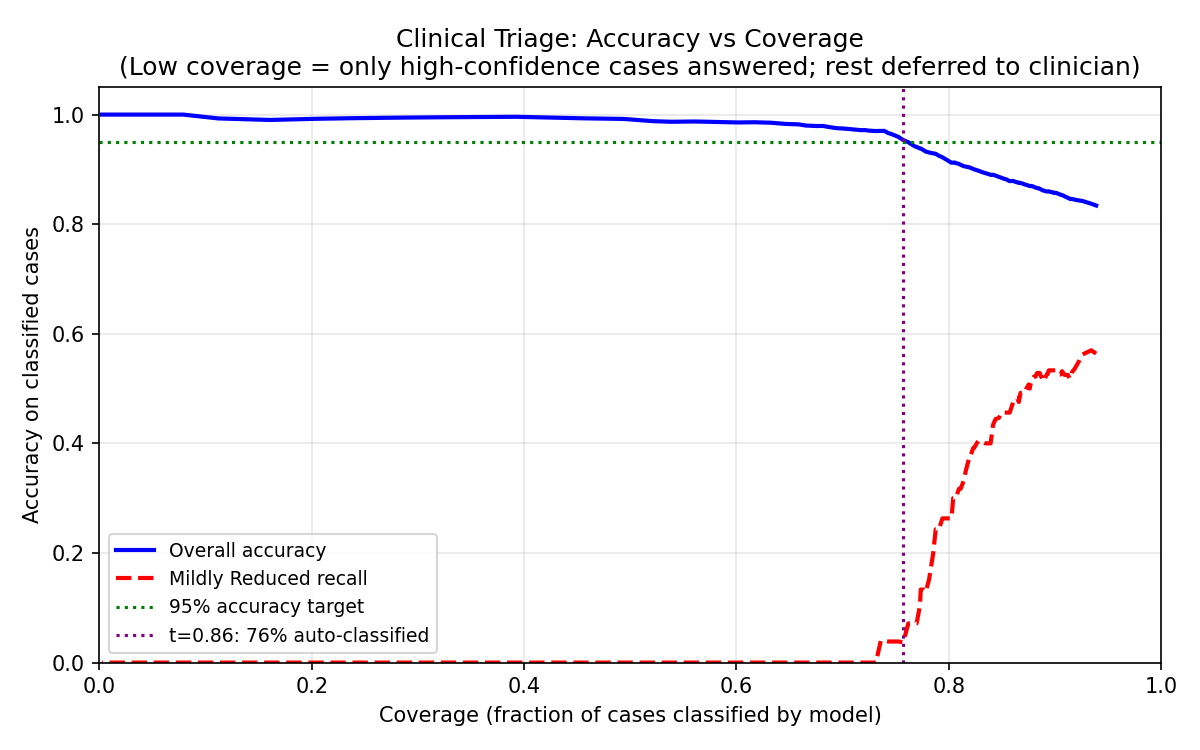 Clinical Triage: Accuracy vs Coverage
(Low coverage = only high-confidence cases answered; rest deferred to clinician)
Accuracy on classified cases
1.0
0.8
0.6
0.4
0.2
0.0
Overall accuracy
Mildly Reduced recall
95% accuracy target
t=0.86: 76% auto-classified
0.0 0.2 0.4 0.6 0.8 1.0
Coverage (fraction of cases classified by model)